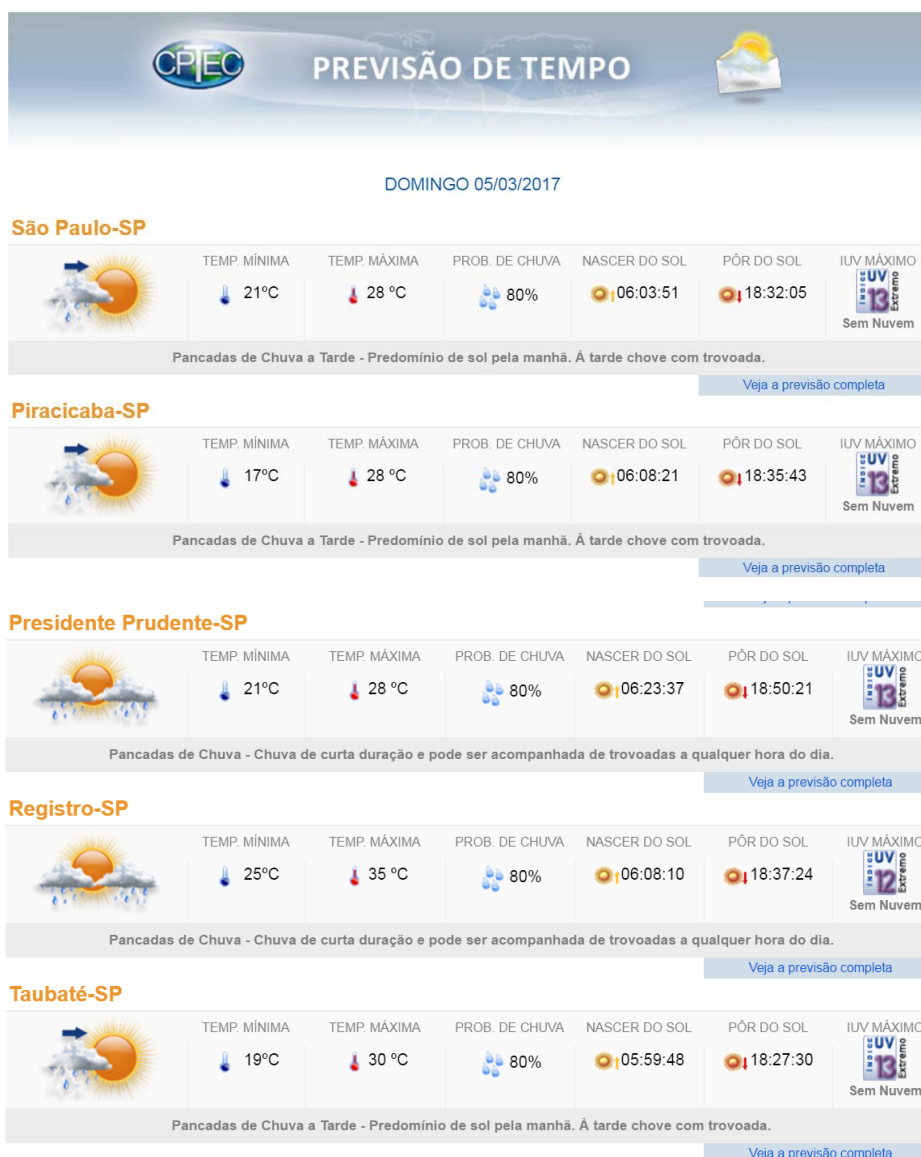 CPTEC
PREVISÃO DE TEMPO
DOMINGO 05/03/2017
São Paulo-SP
TEMP. MÍNIMA TEMP. MÁXIMA PROB. DE CHUVA NASCER DO SOL PÔR DO SOL IUV MÁXIMO
21ºC 28 ºC 80% 06:03:51 18:32:05 ÍNDICE UV 13 Extremo
Sem Nuvem
Pancadas de Chuva a Tarde - Predomínio de sol pela manhã. À tarde chove com trovoada.
Veja a previsão completa
Piracicaba-SP
TEMP. MÍNIMA TEMP. MÁXIMA PROB. DE CHUVA NASCER DO SOL PÔR DO SOL IUV MÁXIMO
17ºC 28 ºC 80% 06:08:21 18:35:43 ÍNDICE UV 13 Extremo
Sem Nuvem
Pancadas de Chuva a Tarde - Predomínio de sol pela manhã. À tarde chove com trovoada.
Veja a previsão completa
Presidente Prudente-SP
TEMP. MÍNIMA TEMP. MÁXIMA PROB. DE CHUVA NASCER DO SOL PÔR DO SOL IUV MÁXIMO
21ºC 28 ºC 80% 06:23:37 18:50:21 ÍNDICE UV 13 Extremo
Sem Nuvem
Pancadas de Chuva - Chuva de curta duração e pode ser acompanhada de trovoadas a qualquer hora do dia.
Veja a previsão completa
Registro-SP
TEMP. MÍNIMA TEMP. MÁXIMA PROB. DE CHUVA NASCER DO SOL PÔR DO SOL IUV MÁXIMO
25ºC 35 ºC 80% 06:08:10 18:37:24 ÍNDICE UV 12 Extremo
Sem Nuvem
Pancadas de Chuva - Chuva de curta duração e pode ser acompanhada de trovoadas a qualquer hora do dia.
Veja a previsão completa
Taubaté-SP
TEMP. MÍNIMA TEMP. MÁXIMA PROB. DE CHUVA NASCER DO SOL PÔR DO SOL IUV MÁXIMO
19ºC 30 ºC 80% 05:59:48 18:27:30 ÍNDICE UV 13 Extremo
Sem Nuvem
Pancadas de Chuva a Tarde - Predomínio de sol pela manhã. À tarde chove com trovoada.
Veja a previsão completa